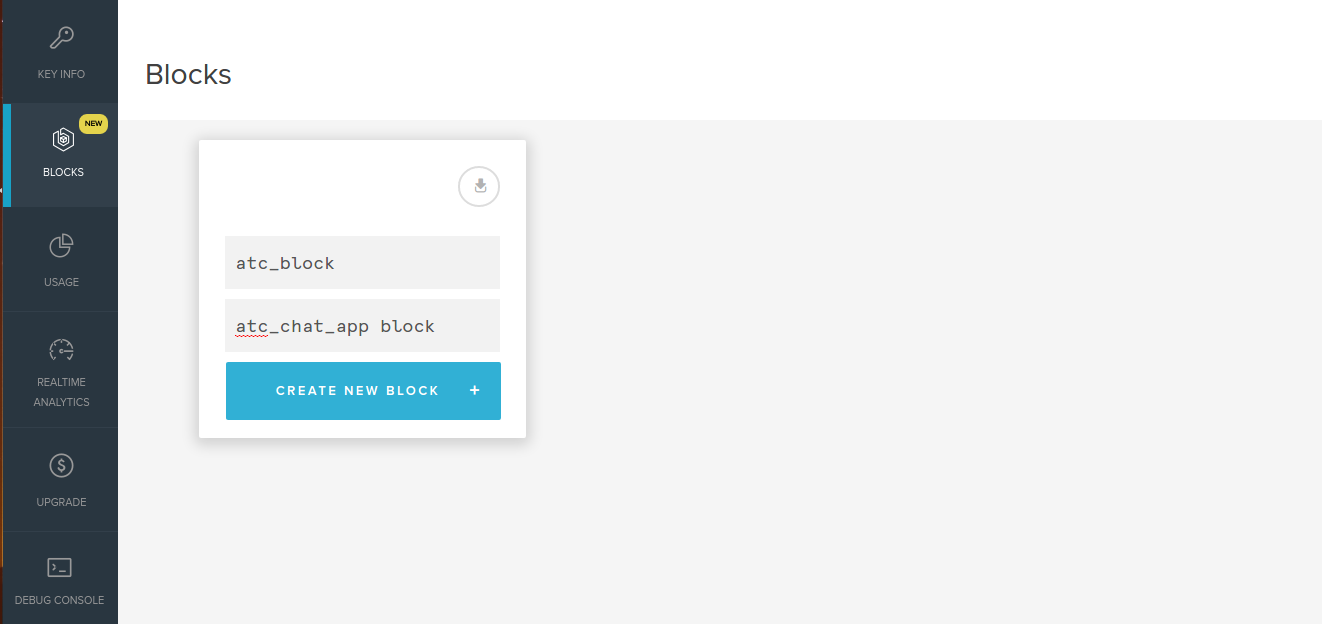 KEY INFO
NEW
BLOCKS
USAGE
REALTIME
ANALYTICS
UPGRADE
DEBUG CONSOLE
Blocks
atc_block
atc_chat_app block
CREATE NEW BLOCK +